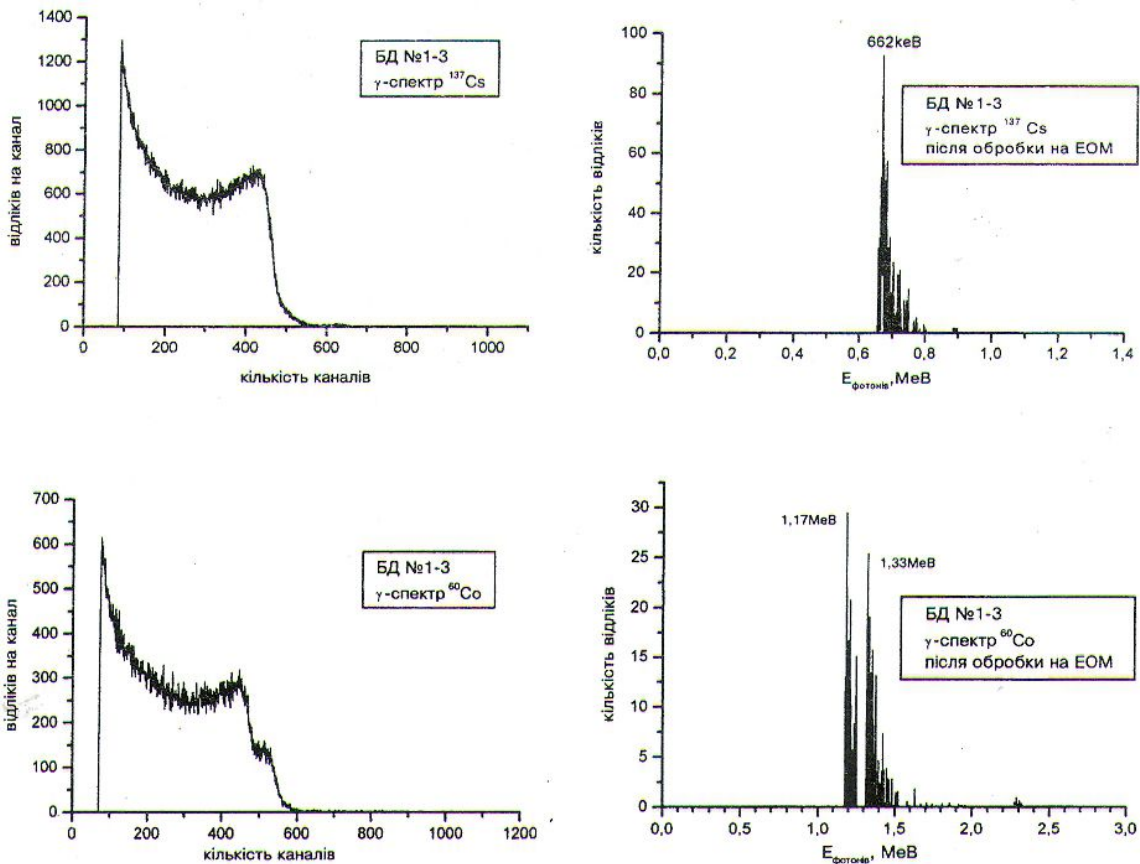 1400
1200
1000
800
600
400
200
0
відліків на канал
БД №1-3
γ-спектр ¹³⁷Cs
0 200 400 600 800 1000
кількість каналів
100
80
60
40
20
0
кількість відліків
662keB
БД №1-3
γ-спектр ¹³⁷ Cs
після обробки на ЕОМ
0,0 0,2 0,4 0,6 0,8 1,0 1,2 1,4
Eфотонів,МеВ
700
600
500
400
300
200
100
0
відліків на канал
БД №1-3
γ-спектр ⁶⁰Co
0 200 400 600 800 1000 1200
кількість каналів
30
25
20
15
10
5
0
кількість відліків
1,17МеВ
1,33МеВ
БД №1-3
γ-спектр ⁶⁰Co
після обробки на ЕОМ
0,0 0,5 1,0 1,5 2,0 2,5 3,0
Eфотонів, МеВ